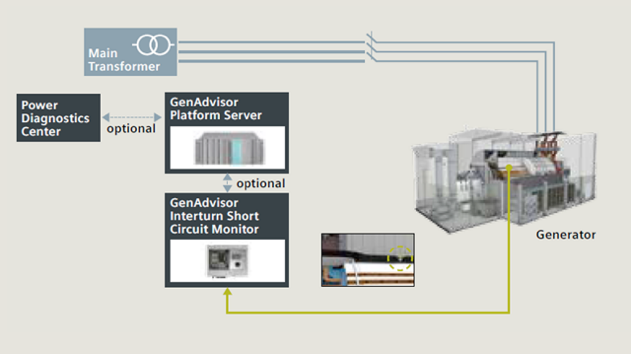 Main
Transformer
Power
Diagnostics
Center
optional
GenAdvisor
Platform Server
optional
GenAdvisor
Interturn Short
Circuit Monitor
Generator